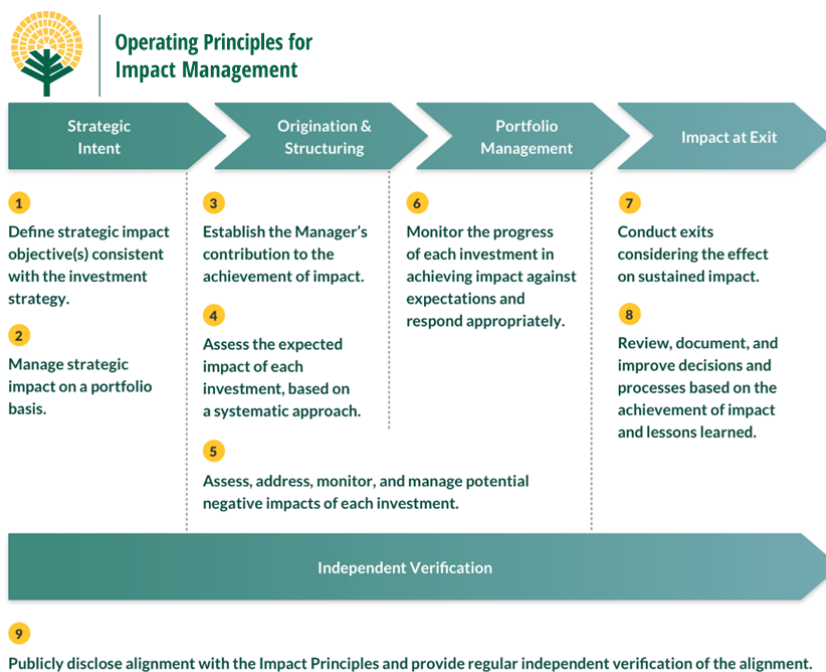 Operating Principles for
Impact Management
Strategic
Intent
Origination &
Structuring
Portfolio
Management
Impact at Exit
1
Define strategic impact
objective(s) consistent
with the investment
strategy.
2
Manage strategic
impact on a portfolio
basis.
3
Establish the Manager's
contribution to the
achievement of impact.
4
Assess the expected
impact of each
investment, based on
a systematic approach.
5
Assess, address, monitor, and manage potential
negative impacts of each investment.
6
Monitor the progress
of each investment in
achieving impact against
expectations and
respond appropriately.
7
Conduct exits
considering the effect
on sustained impact.
8
Review, document, and
improve decisions and
processes based on the
achievement of impact
and lessons learned.
Independent Verification
9
Publicly disclose alignment with the Impact Principles and provide regular independent verification of the alignment.